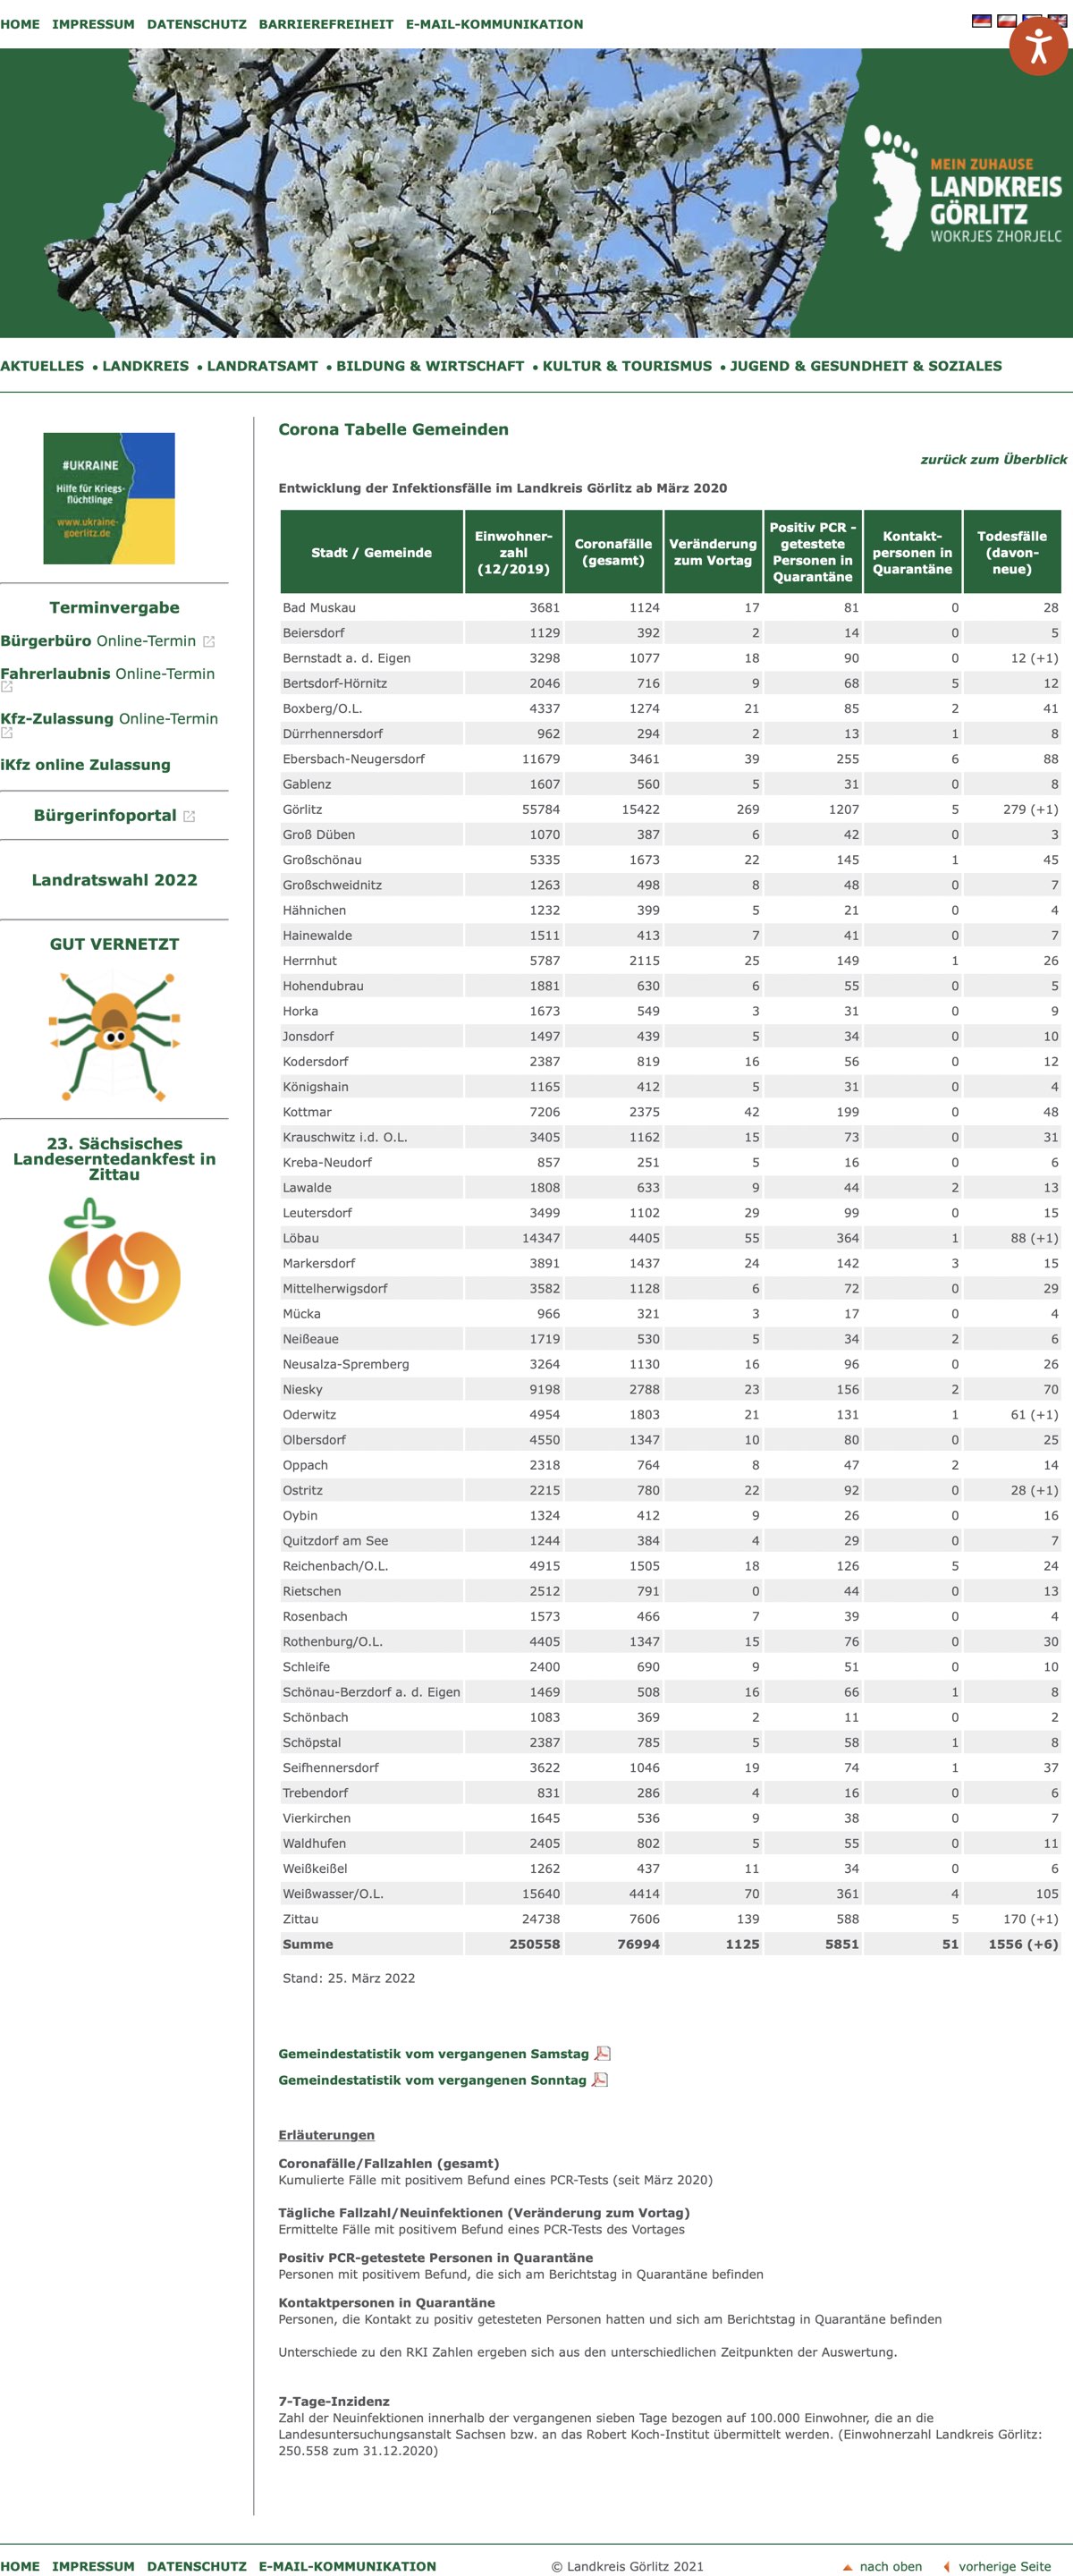 HOME IMPRESSUM DATENSCHUTZ BARRIEREFREIHEIT E-MAIL-KOMMUNIKATION
MEIN ZUHAUSE
LANDKREIS
GÖRLITZ
WOKRJES ZHORJELC
AKTUELLES • LANDKREIS • LANDRATSAMT • BILDUNG & WIRTSCHAFT • KULTUR & TOURISMUS • JUGEND & GESUNDHEIT & SOZIALES
#UKRAINE
Hilfe für Kriegs-
flüchtlinge
www.ukraine-
goerlitz.de
Terminvergabe
Bürgerbüro Online-Termin
Fahrerlaubnis Online-Termin
Kfz-Zulassung Online-Termin
iKfz online Zulassung
Bürgerinfoportal
Landratswahl 2022
GUT VERNETZT
23. Sächsisches
Landeserntedankfest in
Zittau
Corona Tabelle Gemeinden
zurück zum Überblick
Entwicklung der Infektionsfälle im Landkreis Görlitz ab März 2020
Stadt / Gemeinde Einwohner-zahl (12/2019) Coronafälle (gesamt) Veränderung zum Vortag Positiv PCR - getestete Personen in Quarantäne Kontakt-personen in Quarantäne Todesfälle (davon-neue)
Bad Muskau 3681 1124 17 81 0 28
Beiersdorf 1129 392 2 14 0 5
Bernstadt a. d. Eigen 3298 1077 18 90 0 12 (+1)
Bertsdorf-Hörnitz 2046 716 9 68 5 12
Boxberg/O.L. 4337 1274 21 85 2 41
Dürrhennersdorf 962 294 2 13 1 8
Ebersbach-Neugersdorf 11679 3461 39 255 6 88
Gablenz 1607 560 5 31 0 8
Görlitz 55784 15422 269 1207 5 279 (+1)
Groß Düben 1070 387 6 42 0 3
Großschönau 5335 1673 22 145 1 45
Großschweidnitz 1263 498 8 48 0 7
Hähnichen 1232 399 5 21 0 4
Hainewalde 1511 413 7 41 0 7
Herrnhut 5787 2115 25 149 1 26
Hohendubrau 1881 630 6 55 0 5
Horka 1673 549 3 31 0 9
Jonsdorf 1497 439 5 34 0 10
Kodersdorf 2387 819 16 56 0 12
Königshain 1165 412 5 31 0 4
Kottmar 7206 2375 42 199 0 48
Krauschwitz i.d. O.L. 3405 1162 15 73 0 31
Kreba-Neudorf 857 251 5 16 0 6
Lawalde 1808 633 9 44 2 13
Leutersdorf 3499 1102 29 99 0 15
Löbau 14347 4405 55 364 1 88 (+1)
Markersdorf 3891 1437 24 142 3 15
Mittelherwigsdorf 3582 1128 6 72 0 29
Mücka 966 321 3 17 0 4
Neißeaue 1719 530 5 34 2 6
Neusalza-Spremberg 3264 1130 16 96 0 26
Niesky 9198 2788 23 156 2 70
Oderwitz 4954 1803 21 131 1 61 (+1)
Olbersdorf 4550 1347 10 80 0 25
Oppach 2318 764 8 47 2 14
Ostritz 2215 780 22 92 0 28 (+1)
Oybin 1324 412 9 26 0 16
Quitzdorf am See 1244 384 4 29 0 7
Reichenbach/O.L. 4915 1505 18 126 5 24
Rietschen 2512 791 0 44 0 13
Rosenbach 1573 466 7 39 0 4
Rothenburg/O.L. 4405 1347 15 76 0 30
Schleife 2400 690 9 51 0 10
Schönau-Berzdorf a. d. Eigen 1469 508 16 66 1 8
Schönbach 1083 369 2 11 0 2
Schöpstal 2387 785 5 58 1 8
Seifhennersdorf 3622 1046 19 74 1 37
Trebendorf 831 286 4 16 0 6
Vierkirchen 1645 536 9 38 0 7
Waldhufen 2405 802 5 55 0 11
Weißkeißel 1262 437 11 34 0 6
Weißwasser/O.L. 15640 4414 70 361 4 105
Zittau 24738 7606 139 588 5 170 (+1)
Summe 250558 76994 1125 5851 51 1556 (+6)
Stand: 25. März 2022
Gemeindestatistik vom vergangenen Samstag
Gemeindestatistik vom vergangenen Sonntag
Erläuterungen
Coronafälle/Fallzahlen (gesamt)
Kumulierte Fälle mit positivem Befund eines PCR-Tests (seit März 2020)
Tägliche Fallzahl/Neuinfektionen (Veränderung zum Vortag)
Ermittelte Fälle mit positivem Befund eines PCR-Tests des Vortages
Positiv PCR-getestete Personen in Quarantäne
Personen mit positivem Befund, die sich am Berichtstag in Quarantäne befinden
Kontaktpersonen in Quarantäne
Personen, die Kontakt zu positiv getesteten Personen hatten und sich am Berichtstag in Quarantäne befinden
Unterschiede zu den RKI Zahlen ergeben sich aus den unterschiedlichen Zeitpunkten der Auswertung.
7-Tage-Inzidenz
Zahl der Neuinfektionen innerhalb der vergangenen sieben Tage bezogen auf 100.000 Einwohner, die an die
Landesuntersuchungsanstalt Sachsen bzw. an das Robert Koch-Institut übermittelt werden. (Einwohnerzahl Landkreis Görlitz:
250.558 zum 31.12.2020)
HOME IMPRESSUM DATENSCHUTZ E-MAIL-KOMMUNIKATION © Landkreis Görlitz 2021 nach oben vorherige Seite